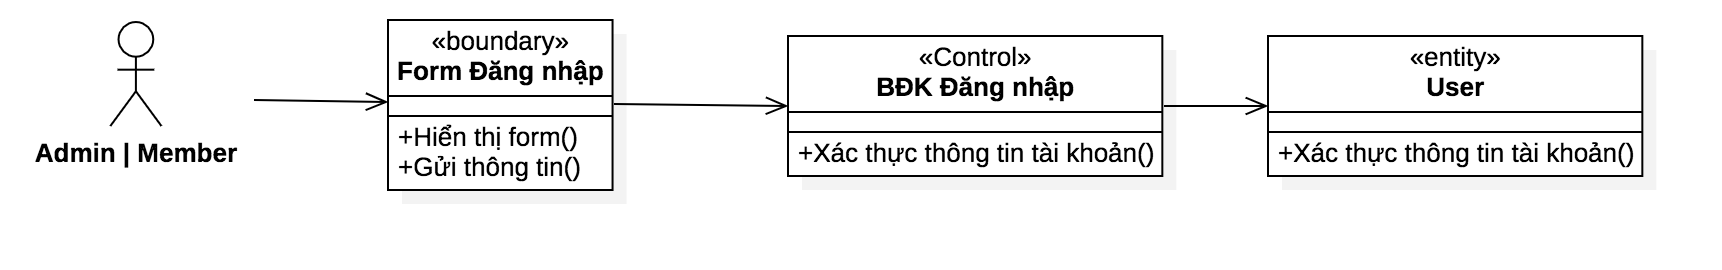 Admin | Member
«boundary»
Form Đăng nhập
+Hiển thị form()
+Gửi thông tin()
«Control»
BĐK Đăng nhập
+Xác thực thông tin tài khoản()
«entity»
User
+Xác thực thông tin tài khoản()